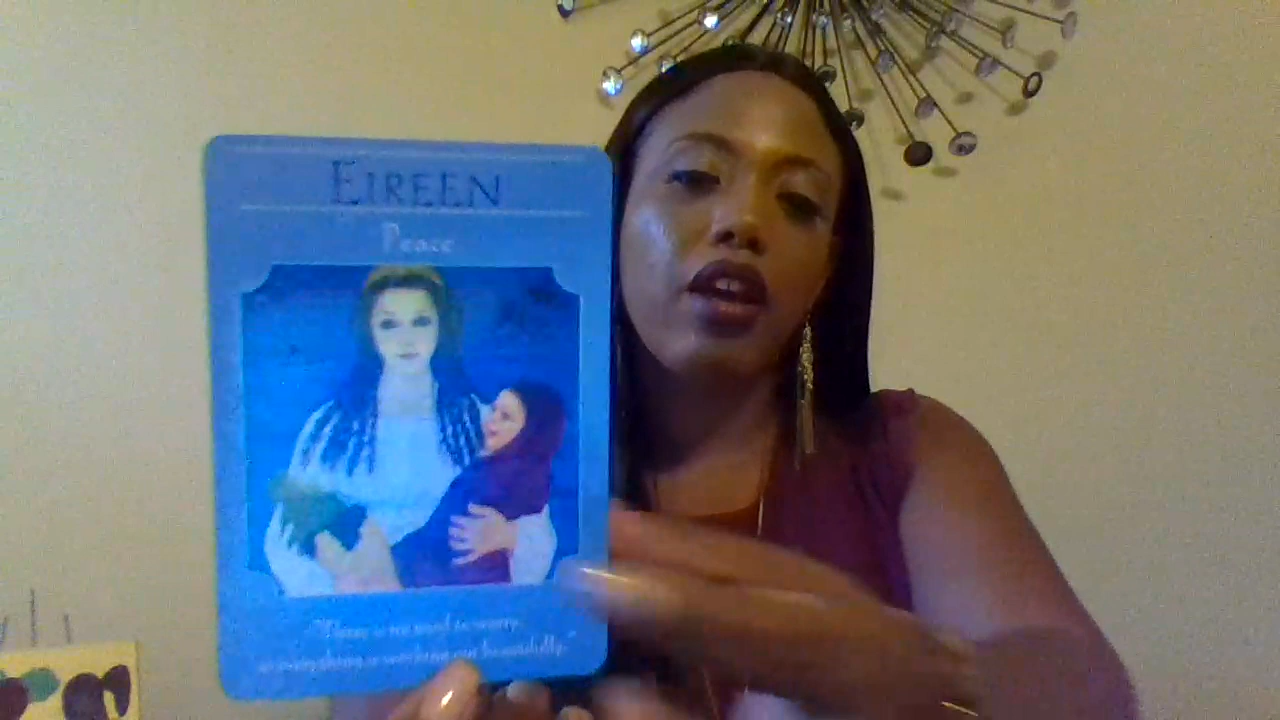 EIREEN
Peace
"There is no need to worry,
as everything is working out beautifully."